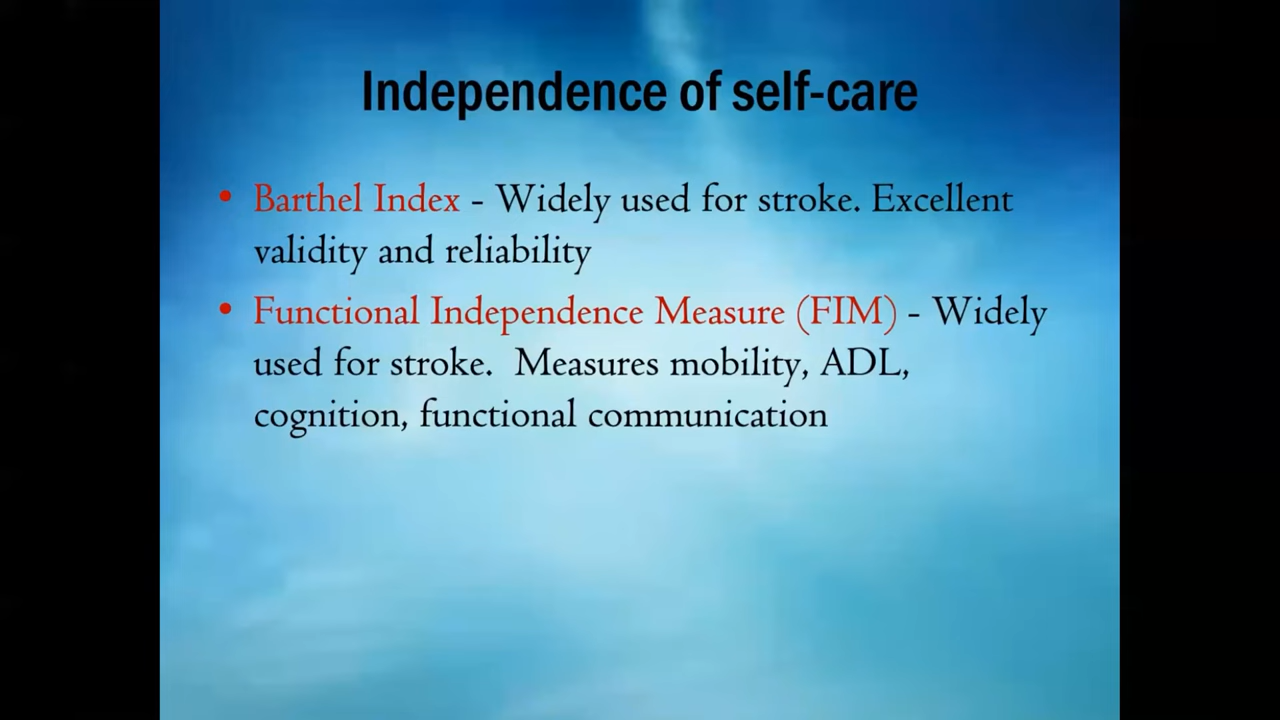 Independence of self-care
• Barthel Index - Widely used for stroke. Excellent
validity and reliability
• Functional Independence Measure (FIM) - Widely
used for stroke.  Measures mobility, ADL,
cognition, functional communication